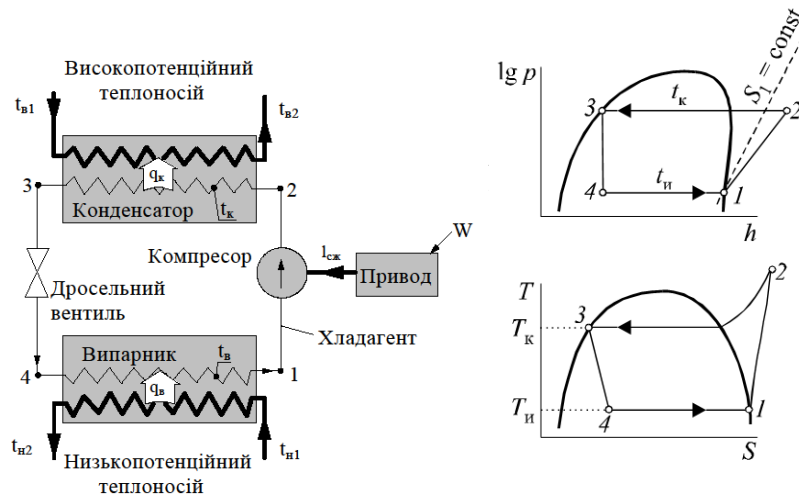 Високопотенційний
теплоносій
tв1
tв2
qк
3
2
Конденсатор
tк
Компресор
lсж
W
Привод
Дросельний
вентиль
Хладагент
Випарник
tв
4
1
qв
tн2
tн1
Низькопотенційний
теплоносій
lg p
S1 = const
3
tк
2
4
tи
1
h
T
2
3
Tк
Tи
4
1
S